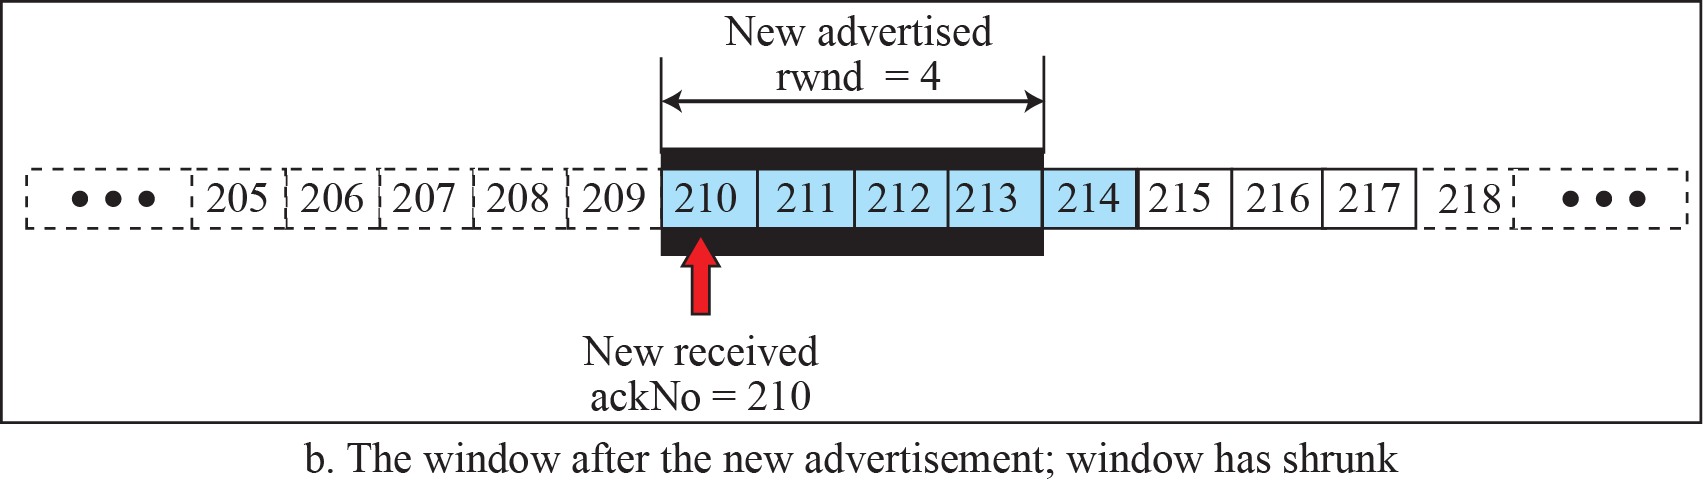 New advertised
rwnd = 4
••• 205 206 207 208 209 210 211 212 213 214 215 216 217 218 •••
New received
ackNo = 210
b. The window after the new advertisement; window has shrunk